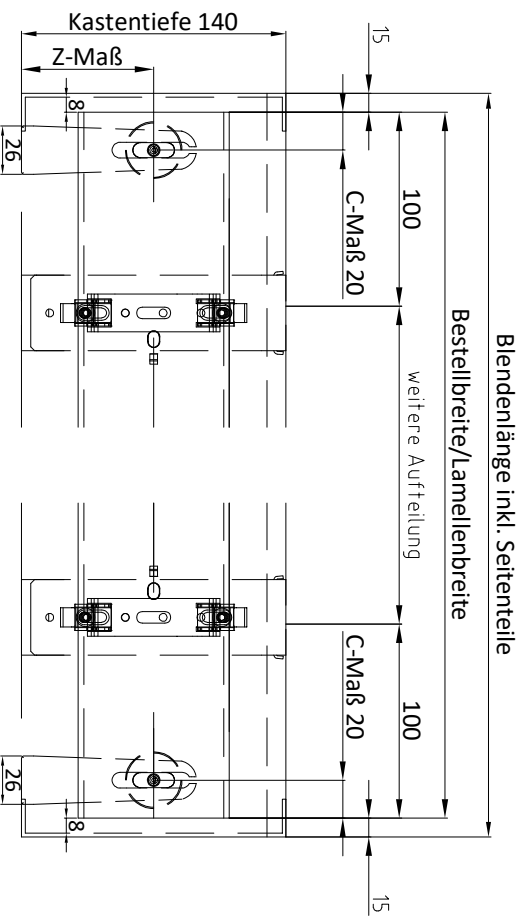 Kastentiefe 140
Z-Maß
15
8
26
C-Maß 20
100
weitere Aufteilung
Bestellbreite/Lamellenbreite
Blendenlänge inkl. Seitenteile
C-Maß 20
100
26
8
15